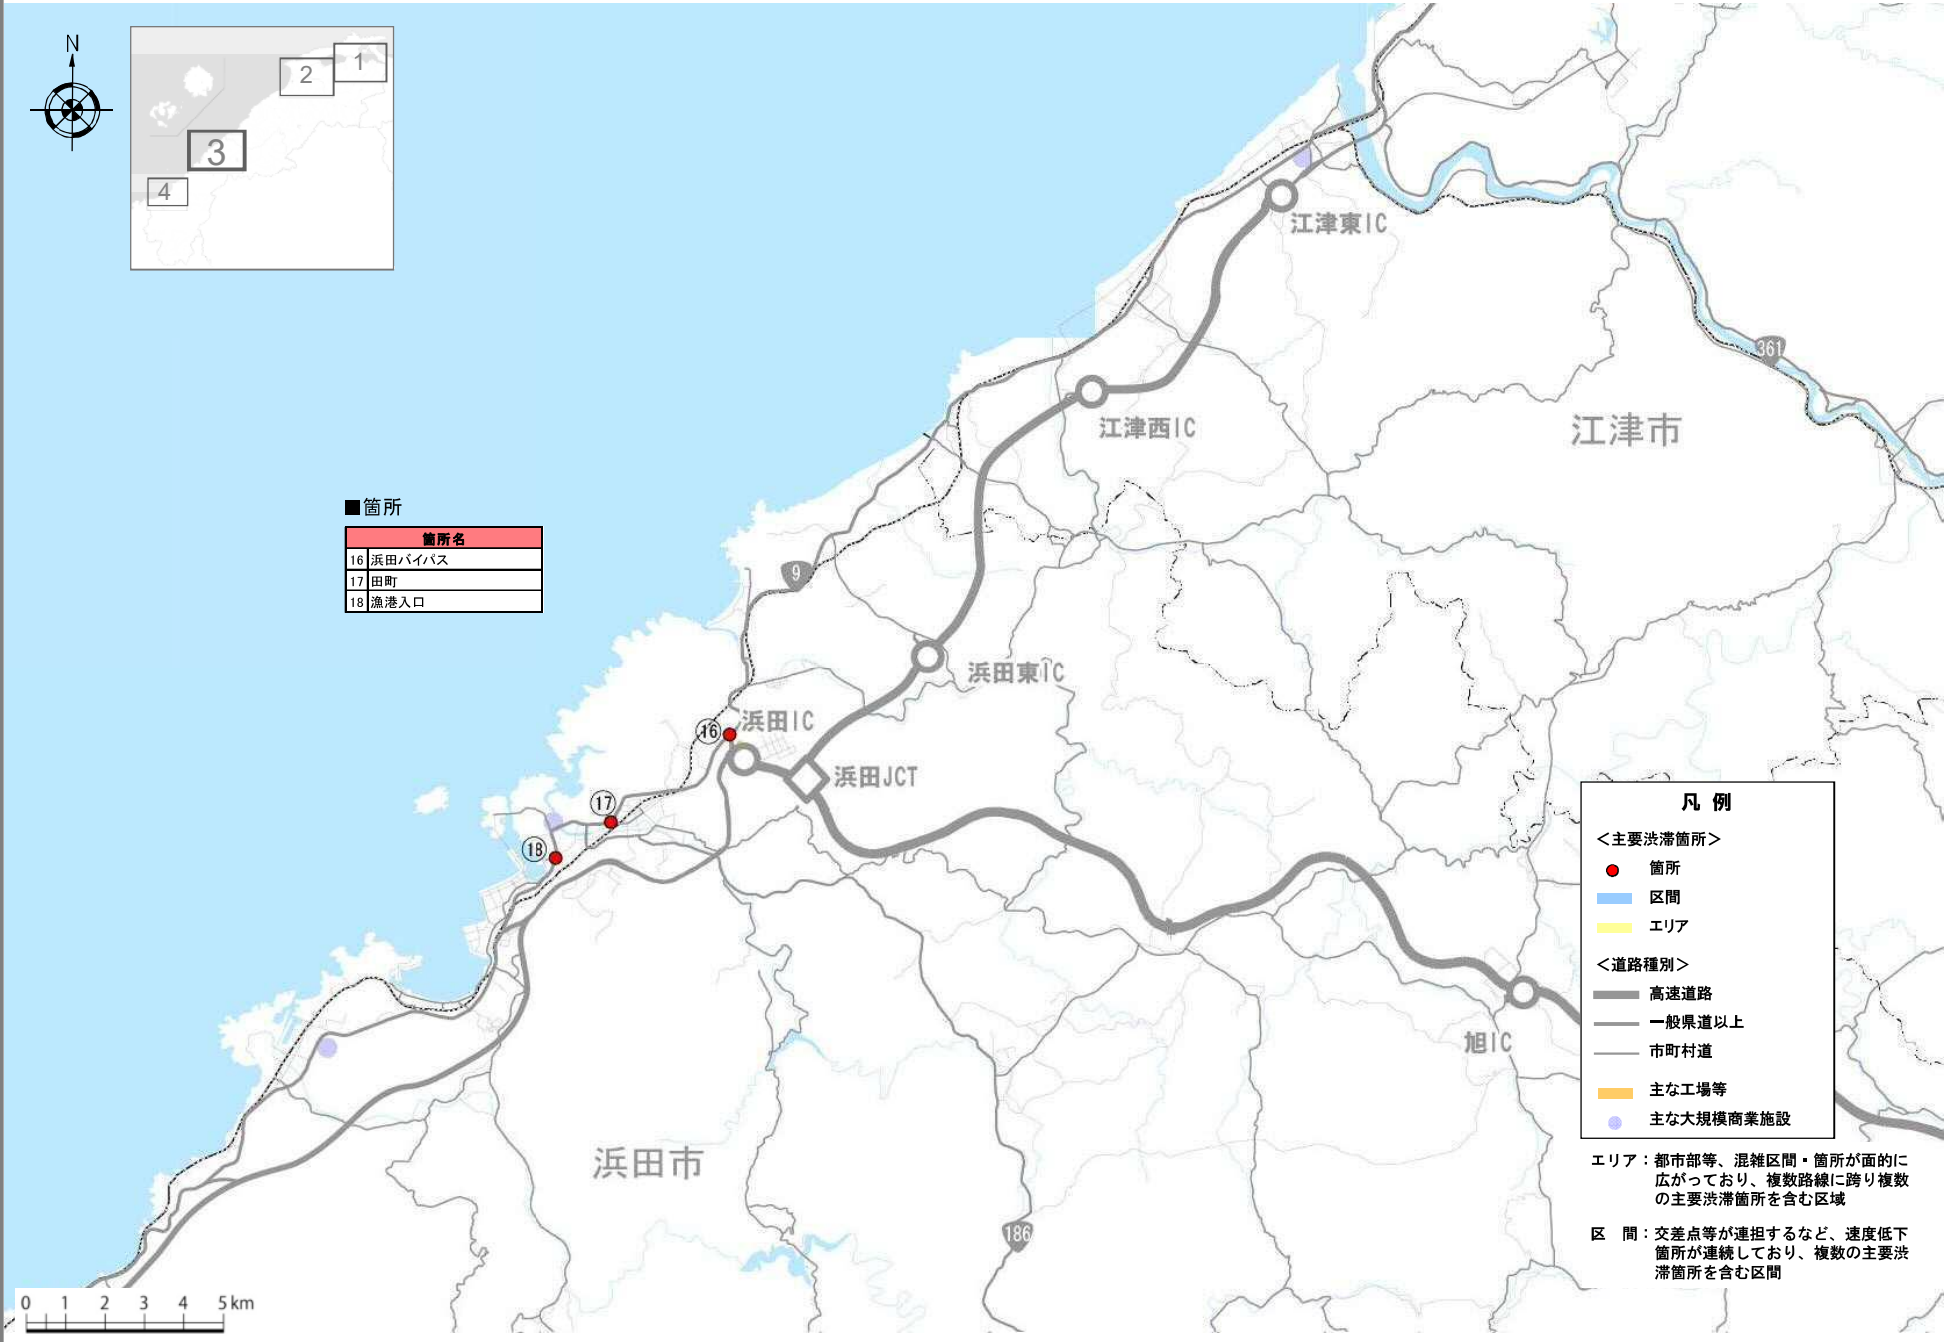 N
1
2
3
4
江津東IC
361
江津西IC
江津市
■箇所
箇所名
16 浜田バイパス
17 田町
18 漁港入口
9
浜田東IC
16
浜田IC
浜田JCT
17
18
凡 例
＜主要渋滞箇所＞
箇所
区間
エリア
＜道路種別＞
高速道路
一般県道以上
市町村道
主な工場等
主な大規模商業施設
旭IC
浜田市
186
エリア：都市部等、混雑区間・箇所が面的に
広がっており、複数路線に跨り複数
の主要渋滞箇所を含む区域
区 間：交差点等が連担するなど、速度低下
箇所が連続しており、複数の主要渋
滞箇所を含む区間
0 1 2 3 4 5km